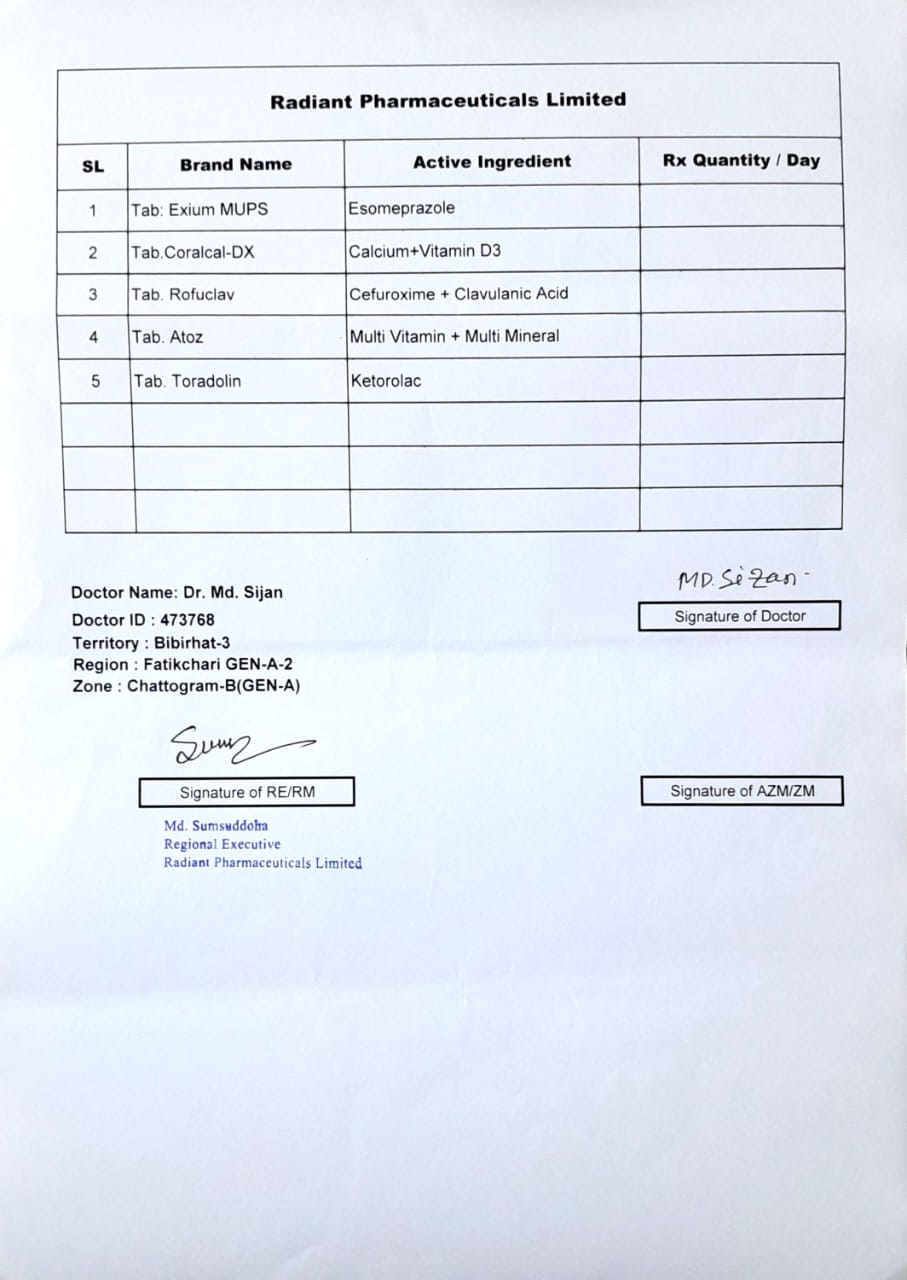 Radiant Pharmaceuticals Limited
SL Brand Name Active Ingredient Rx Quantity / Day
1 Tab: Exium MUPS Esomeprazole
2 Tab.Coralcal-DX Calcium+Vitamin D3
3 Tab. Rofuclav Cefuroxime + Clavulanic Acid
4 Tab. Atoz Multi Vitamin + Multi Mineral
5 Tab. Toradolin Ketorolac
MD. Sizan
Doctor Name: Dr. Md. Sijan
Signature of Doctor
Doctor ID : 473768
Territory : Bibirhat-3
Region : Fatikchari GEN-A-2
Zone : Chattogram-B(GEN-A)
Signature of RE/RM
Signature of AZM/ZM
Md. Sumsuddoha
Regional Executive
Radiant Pharmaceuticals Limited